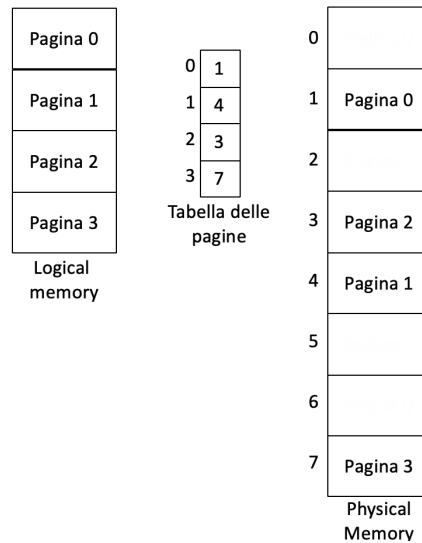 Pagina 0
Pagina 1
Pagina 2
Pagina 3
Logical
memory
0 1
1 4
2 3
3 7
Tabella delle
pagine
0
1 Pagina 0
2
3 Pagina 2
4 Pagina 1
5
6
7 Pagina 3
Physical
Memory